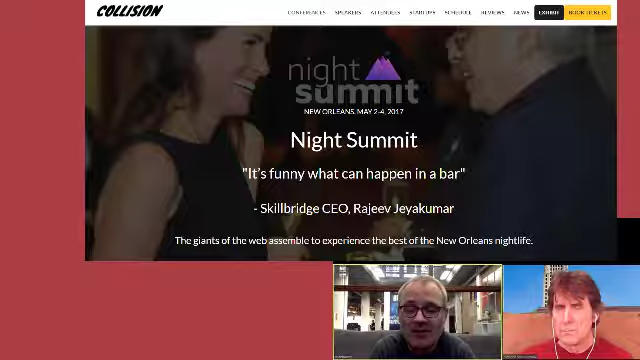 COLLISION
CONFERENCES SPEAKERS ATTENDEES STARTUPS SCHEDULE REVIEWS NEWS EXHIBIT BOOK TICKETS
night
summit
NEW ORLEANS, MAY 2-4, 2017
Night Summit
"It's funny what can happen in a bar"
- Skillbridge CEO, Rajeev Jeyakumar
The giants of the web assemble to experience the best of the New Orleans nightlife.